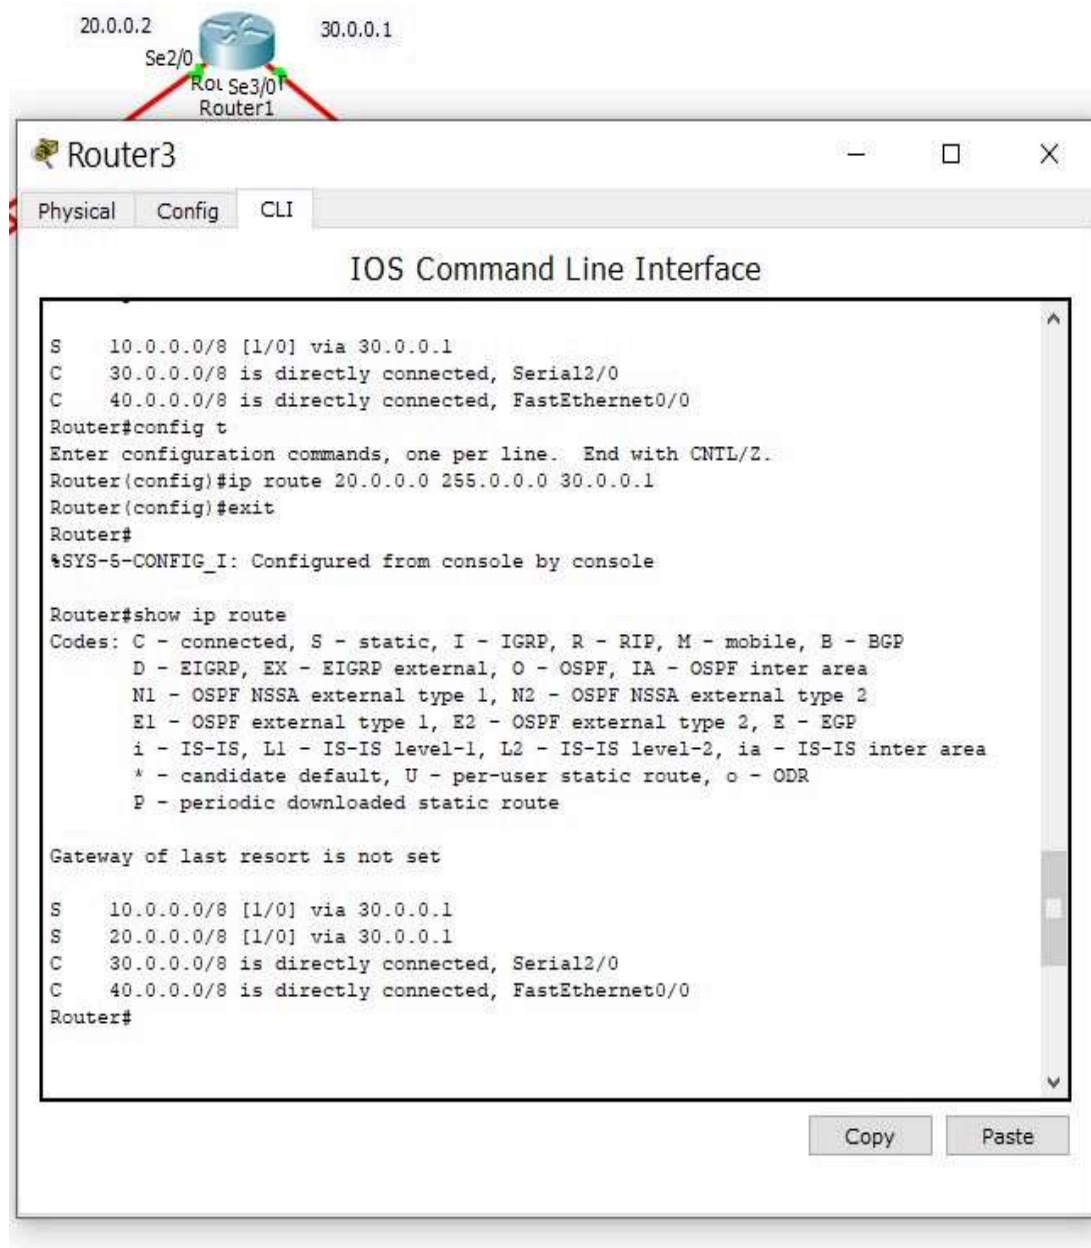 20.0.0.2
30.0.0.1
Se2/0
Rou Se3/0
Router1
Router3
Physical Config CLI
IOS Command Line Interface
S 10.0.0.0/8 [1/0] via 30.0.0.1
C 30.0.0.0/8 is directly connected, Serial2/0
C 40.0.0.0/8 is directly connected, FastEthernet0/0
Router#config t
Enter configuration commands, one per line. End with CNTL/Z.
Router(config)#ip route 20.0.0.0 255.0.0.0 30.0.0.1
Router(config)#exit
Router#
%SYS-5-CONFIG_I: Configured from console by console
Router#show ip route
Codes: C - connected, S - static, I - IGRP, R - RIP, M - mobile, B - BGP
D - EIGRP, EX - EIGRP external, O - OSPF, IA - OSPF inter area
N1 - OSPF NSSA external type 1, N2 - OSPF NSSA external type 2
E1 - OSPF external type 1, E2 - OSPF external type 2, E - EGP
i - IS-IS, L1 - IS-IS level-1, L2 - IS-IS level-2, ia - IS-IS inter area
* - candidate default, U - per-user static route, o - ODR
P - periodic downloaded static route
Gateway of last resort is not set
S 10.0.0.0/8 [1/0] via 30.0.0.1
S 20.0.0.0/8 [1/0] via 30.0.0.1
C 30.0.0.0/8 is directly connected, Serial2/0
C 40.0.0.0/8 is directly connected, FastEthernet0/0
Router#
Copy Paste